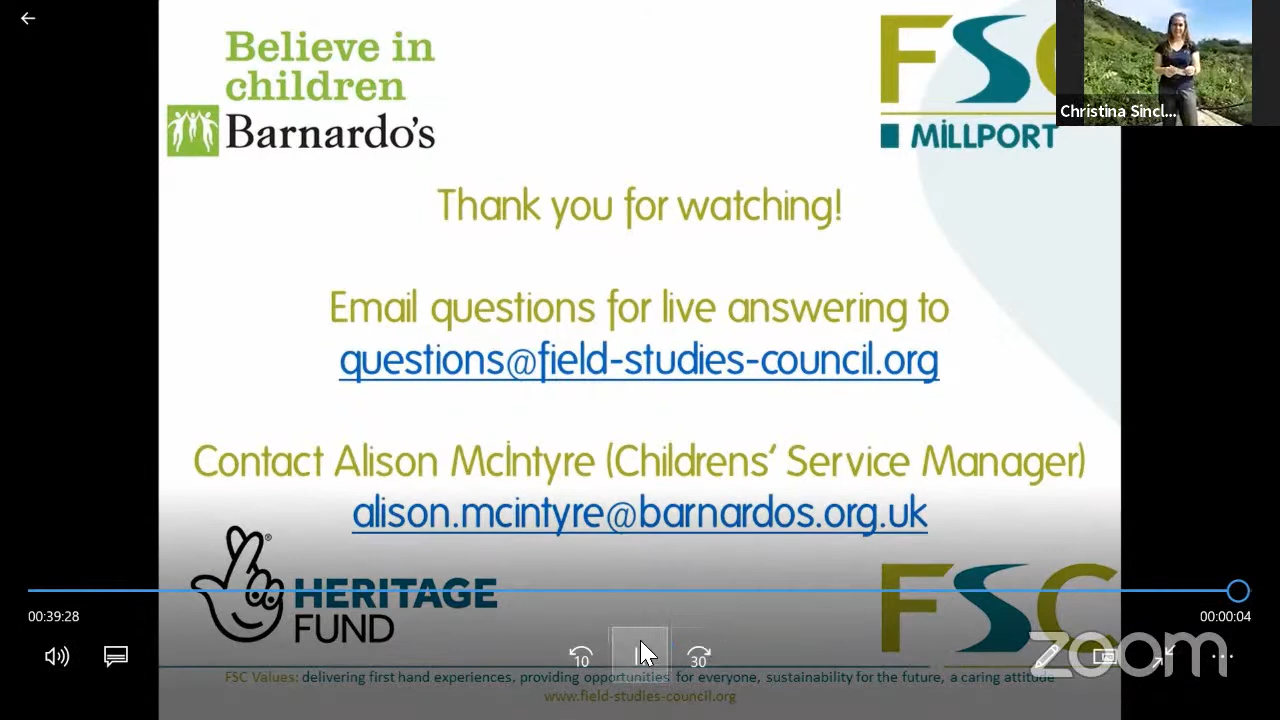 Believe in
children
Barnardo's
FSC
MILLPORT
Christina Sincl...
Thank you for watching!
Email questions for live answering to
questions@field-studies-council.org
Contact Alison McIntyre (Childrens' Service Manager)
alison.mcintyre@barnardos.org.uk
HERITAGE
FUND
FSC
00:39:28
00:00:04
10
30
zoom
FSC Values: delivering first hand experiences, providing opportunities for everyone, sustainability for the future, a caring attitude
www.field-studies-council.org